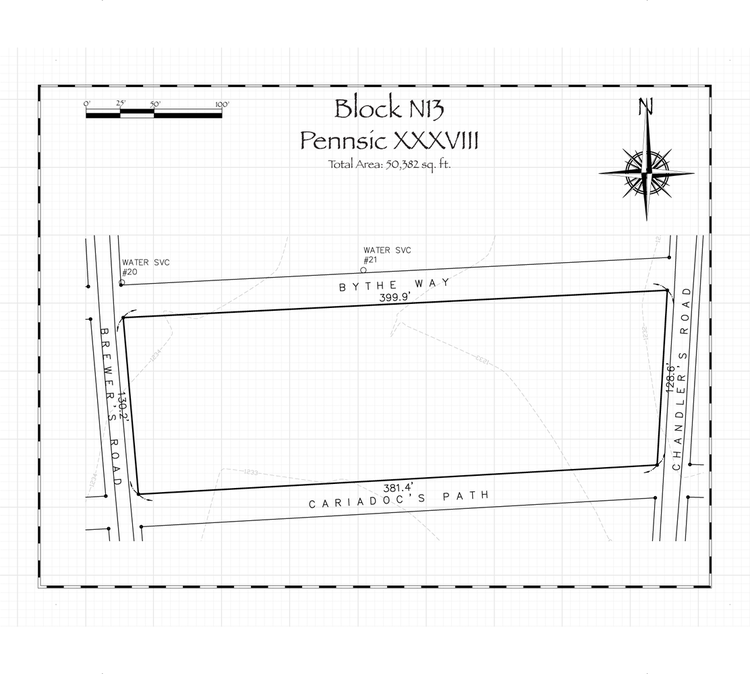 0' 25' 50' 100'
Block N13
Pennsic XXXVIII
Total Area: 50,382 sq. ft.
N
WATER SVC
#20
WATER SVC
#21
BYTHE WAY
399.9'
BREWER'S ROAD
130.2'
128.6'
CHANDLER'S ROAD
381.4'
CARIADOC'S PATH